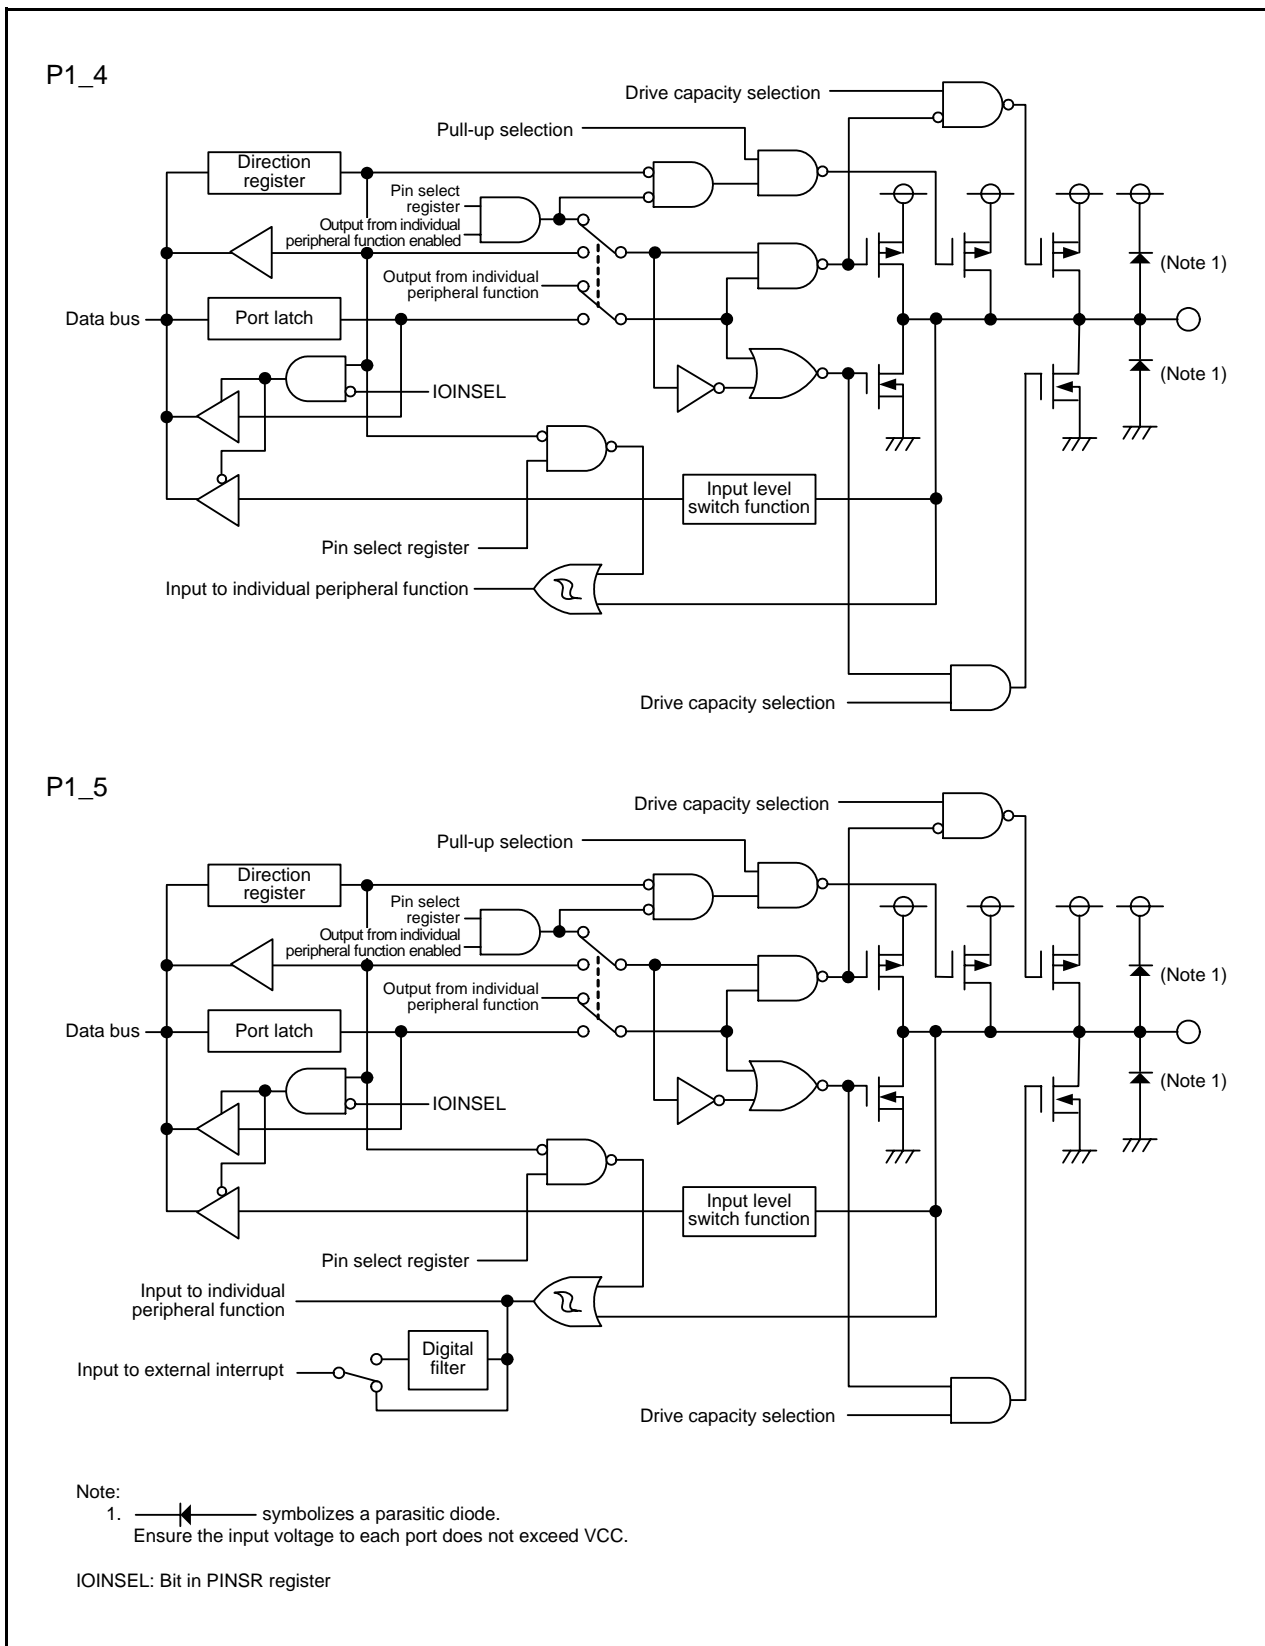 P1_4
Drive capacity selection
Pull-up selection
Direction
register
Pin select
register
Output from individual
peripheral function enabled
(Note 1)
Output from individual
peripheral function
Data bus
Port latch
(Note 1)
IOINSEL
Input level
switch function
Pin select register
Input to individual peripheral function
Drive capacity selection
P1_5
Drive capacity selection
Pull-up selection
Direction
register
Pin select
register
Output from individual
peripheral function enabled
(Note 1)
Output from individual
peripheral function
Data bus
Port latch
(Note 1)
IOINSEL
Input level
switch function
Pin select register
Input to individual
peripheral function
Digital
filter
Input to external interrupt
Drive capacity selection
Note:
1. symbolizes a parasitic diode.
Ensure the input voltage to each port does not exceed VCC.
IOINSEL: Bit in PINSR register